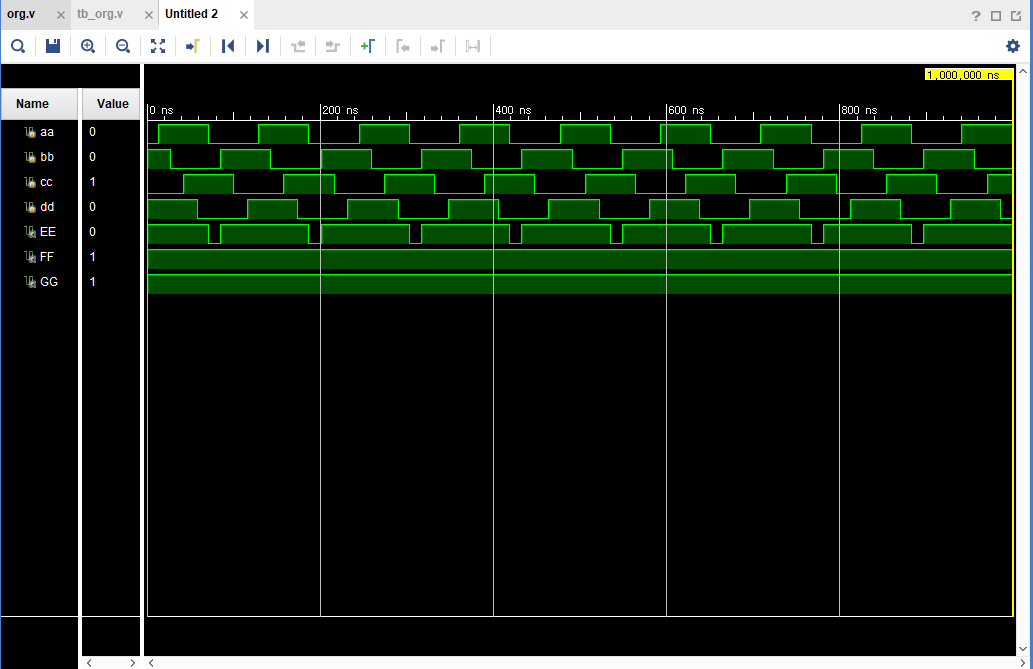 org.v tb_org.v Untitled 2
1,000,000 ns
Name Value 0 ns 200 ns 400 ns 600 ns 800 ns
aa 0
bb 0
cc 1
dd 0
EE 0
FF 1
GG 1